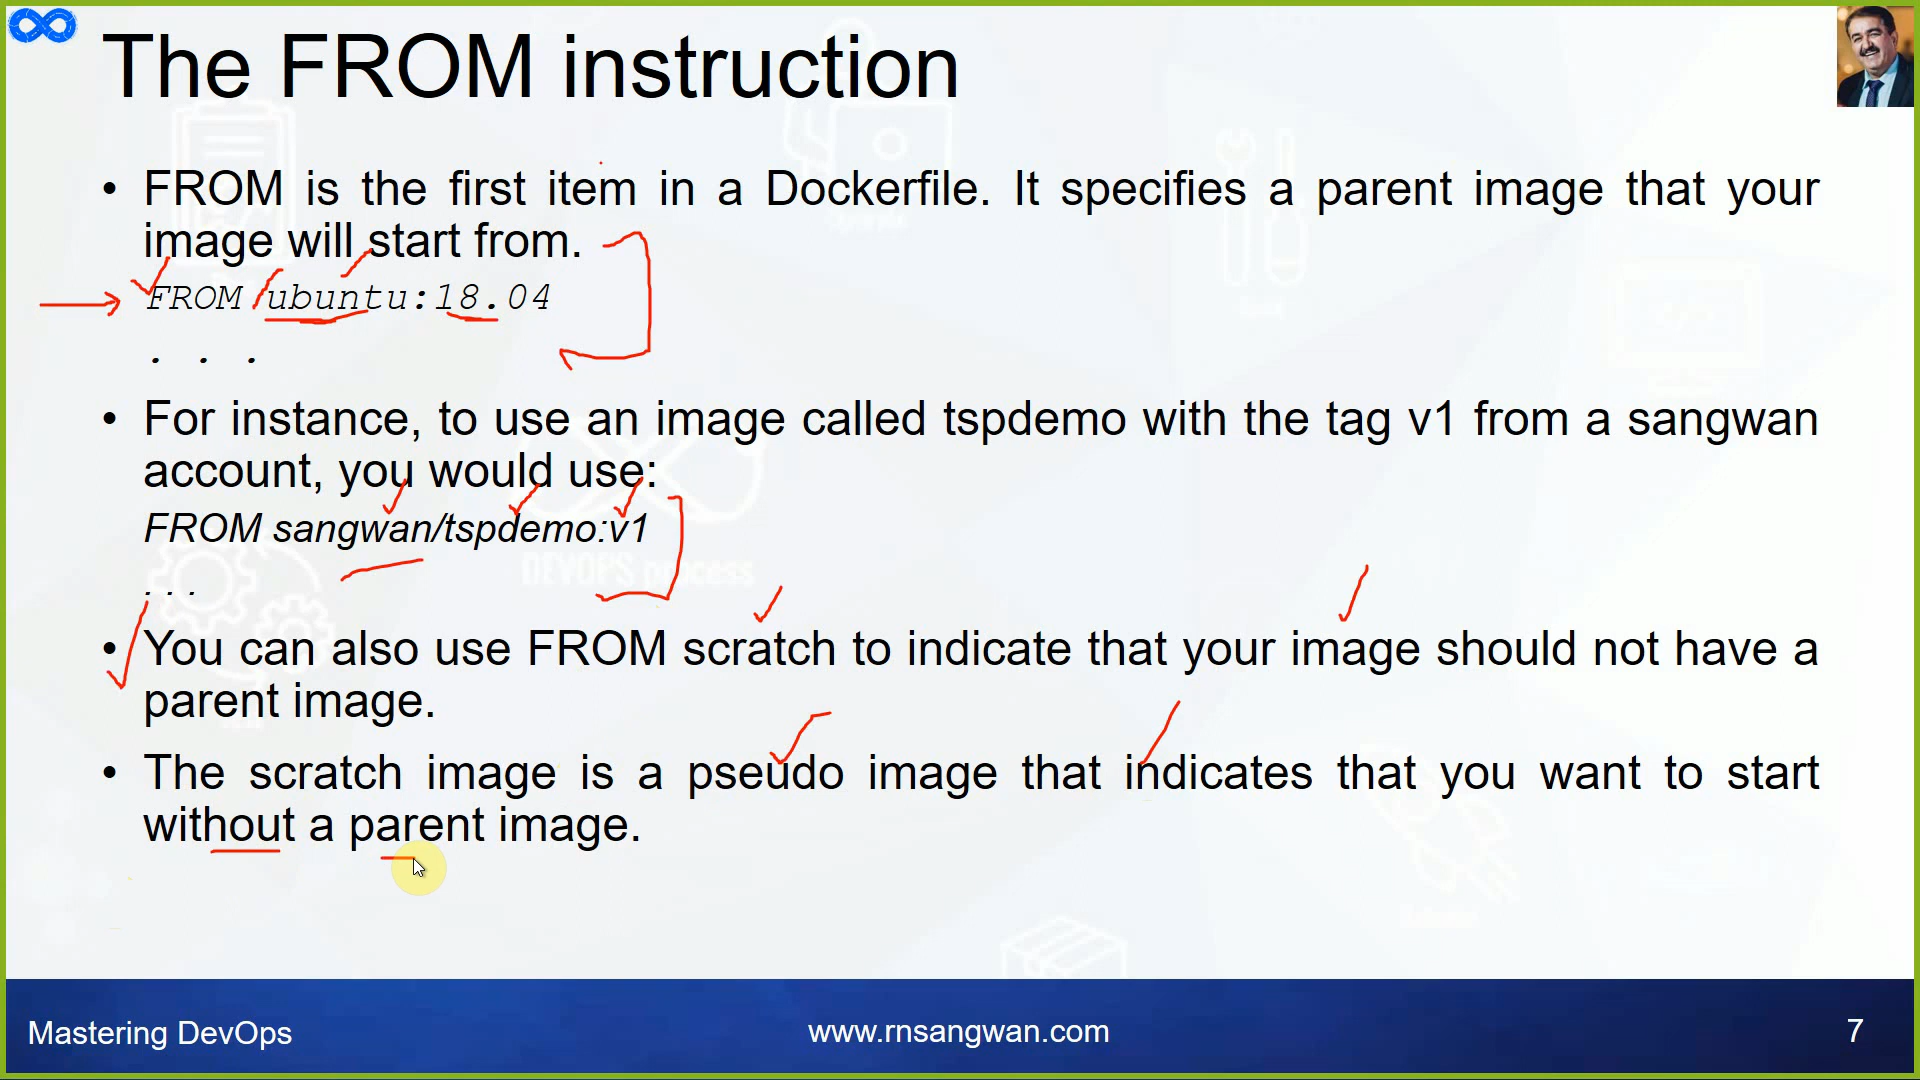 The FROM instruction
• FROM is the first item in a Dockerfile. It specifies a parent image that your
image will start from.
FROM ubuntu:18.04
. . .
• For instance, to use an image called tspdemo with the tag v1 from a sangwan
account, you would use:
FROM sangwan/tspdemo:v1
DEVOPS process
. . .
• You can also use FROM scratch to indicate that your image should not have a
parent image.
• The scratch image is a pseudo image that indicates that you want to start
without a parent image.
Mastering DevOps
www.rnsangwan.com
7